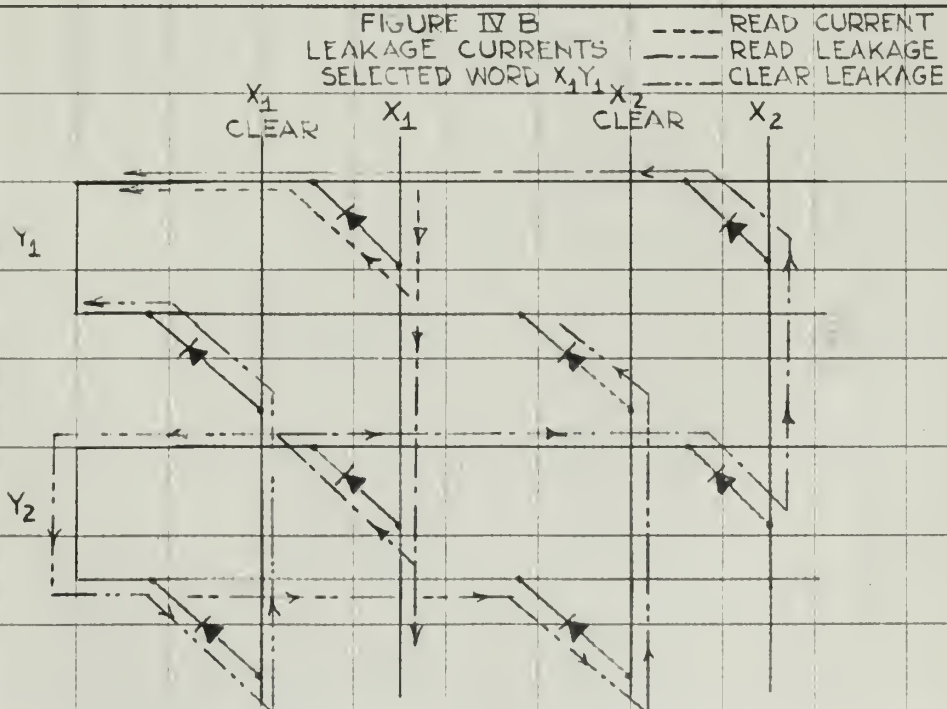 FIGURE IV B
LEAKAGE CURRENTS
SELECTED WORD X₁Y₁
READ CURRENT
READ LEAKAGE
CLEAR LEAKAGE
X₁
CLEAR
X₁
X₂
CLEAR
X₂
Y₁
Y₂